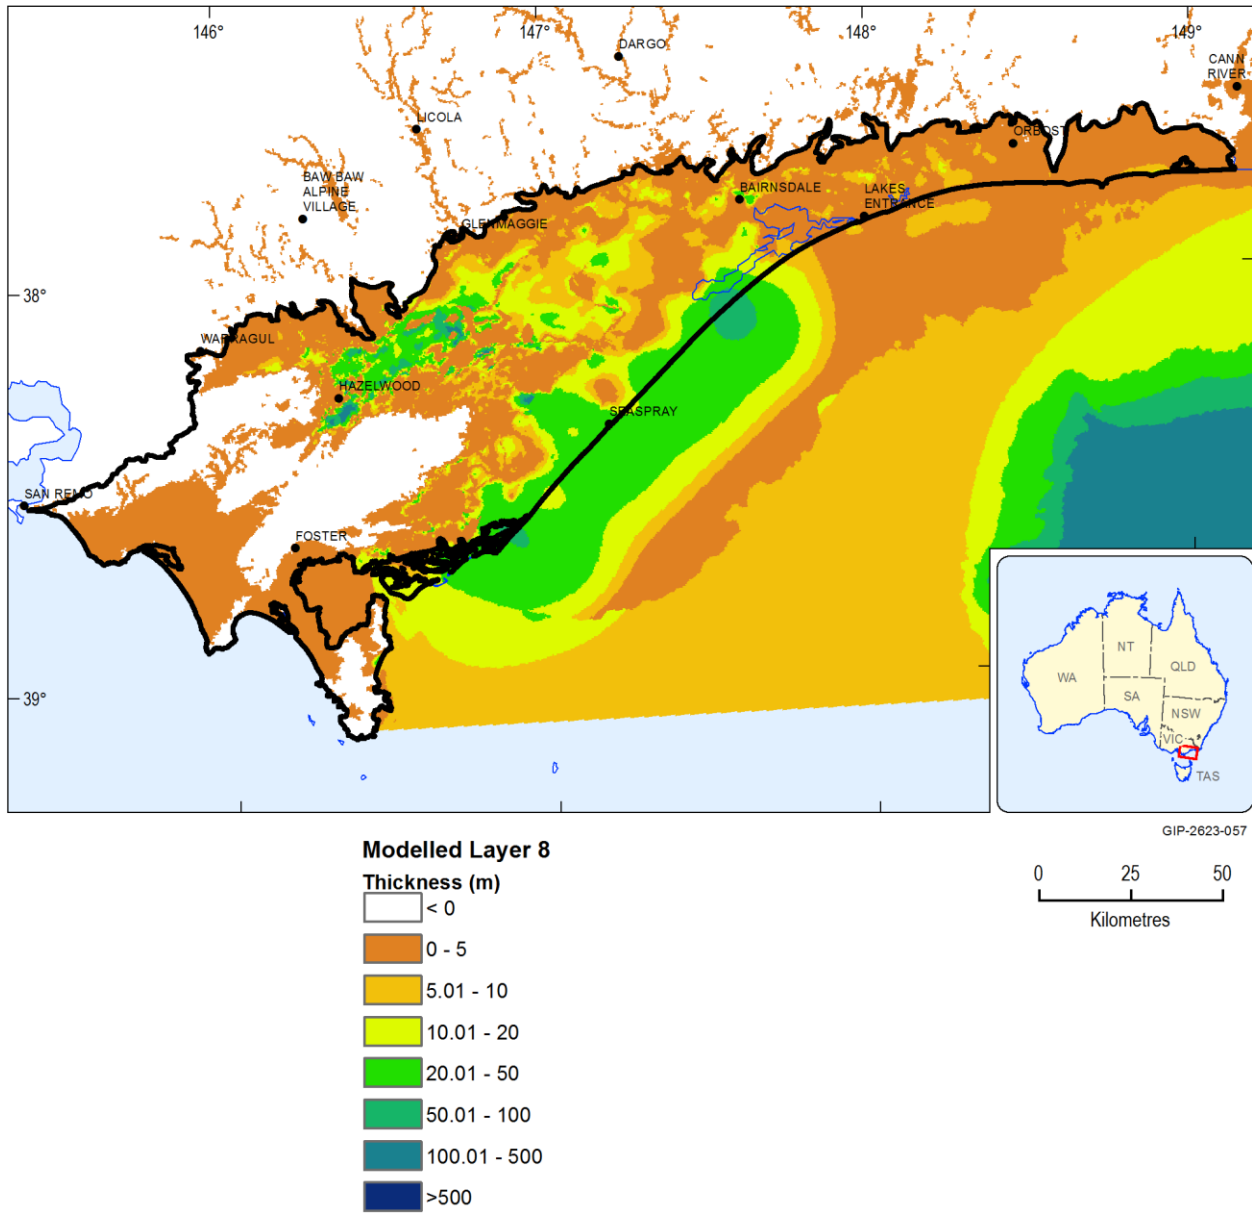 146°
147°
148°
149°
DARGO
CANN
RIVER
LICOLA
ORBOST
BAW BAW
ALPINE
VILLAGE
BAIRNSDALE
LAKES
ENTRANCE
GLENMAGGIE
38°
WARRAGUL
HAZELWOOD
SEASPRAY
SAN REMO
FOSTER
39°
NT
QLD
WA
SA
NSW
VIC
TAS
GIP-2623-057
Modelled Layer 8
Thickness (m)
< 0
0 - 5
5.01 - 10
10.01 - 20
20.01 - 50
50.01 - 100
100.01 - 500
>500
0 25 50
Kilometres